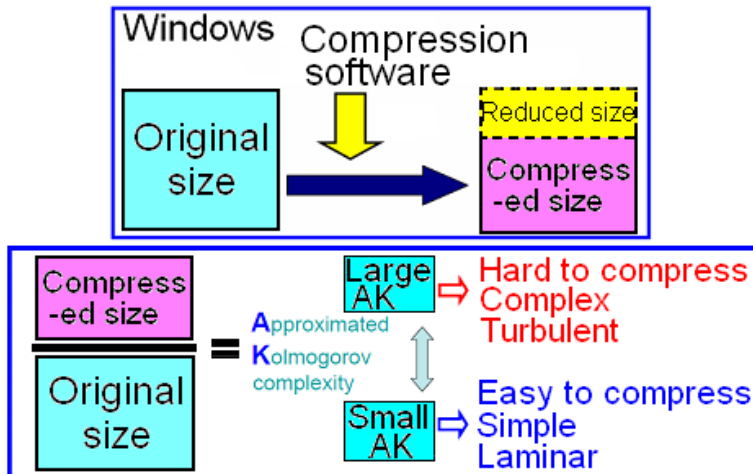 Windows
Compression
software
Original
size
Reduced size
Compress
-ed size
Compress
-ed size
Original
size
=
Approximated
Kolmogorov
complexity
Large
AK
Hard to compress
Complex
Turbulent
Small
AK
Easy to compress
Simple
Laminar